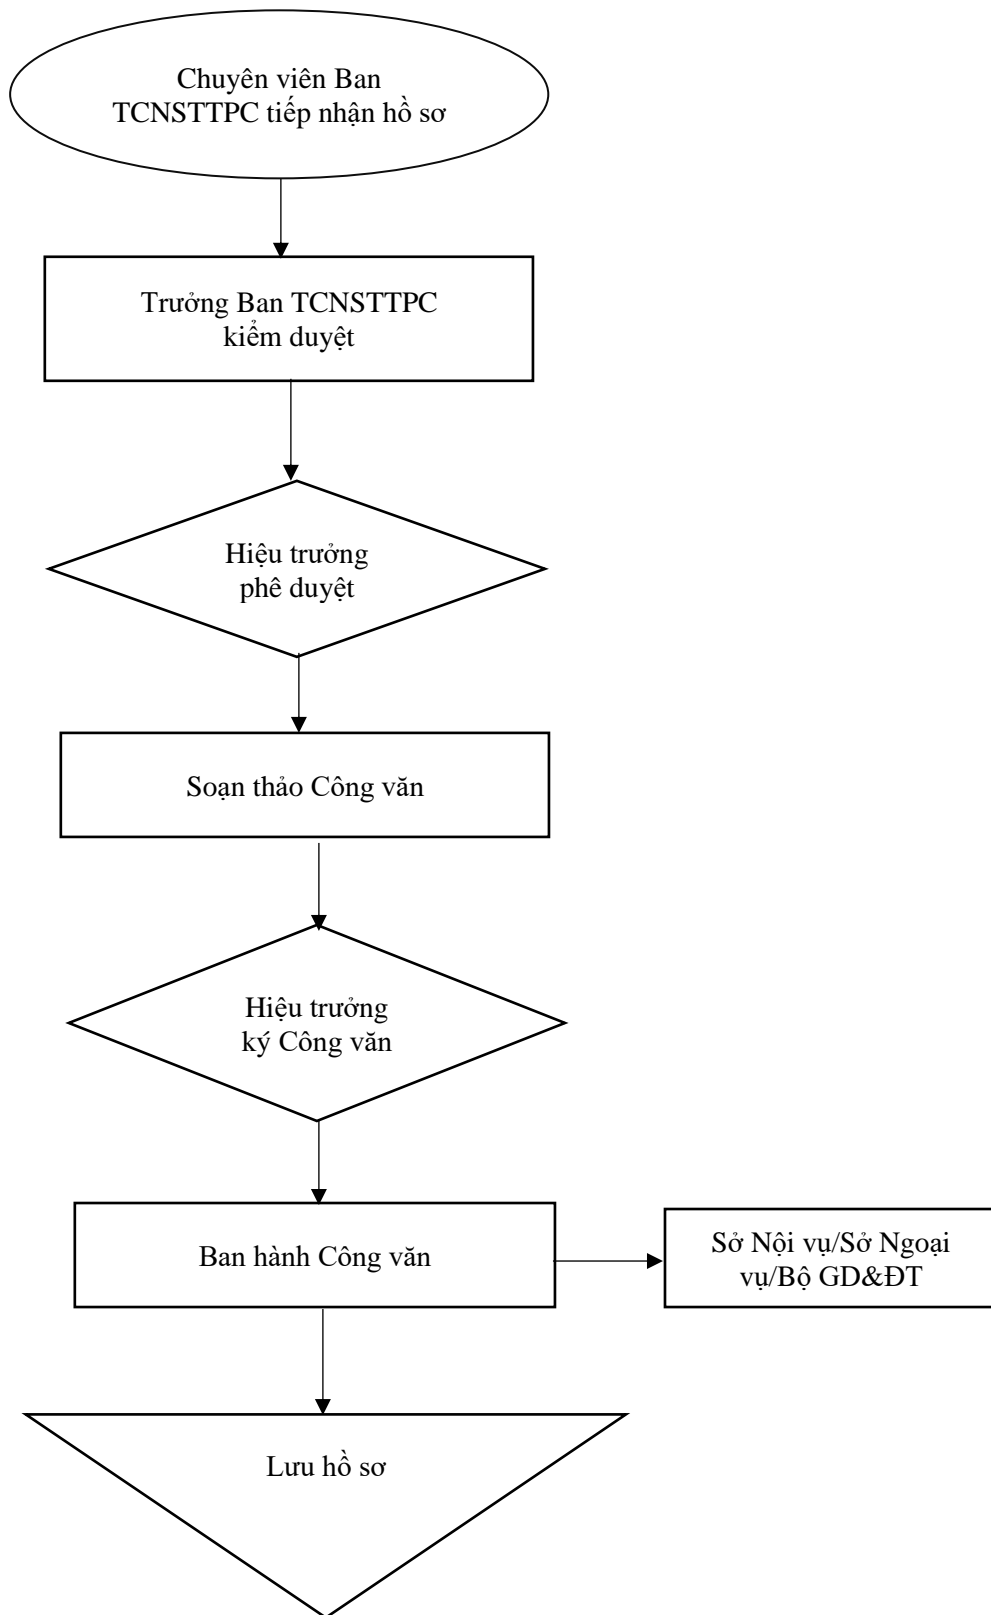 Chuyên viên Ban
TCNSTTPC tiếp nhận hồ sơ
Trưởng Ban TCNSTTPC
kiểm duyệt
Hiệu trưởng
phê duyệt
Soạn thảo Công văn
Hiệu trưởng
ký Công văn
Ban hành Công văn
Sở Nội vụ/Sở Ngoại
vụ/Bộ GD&ĐT
Lưu hồ sơ